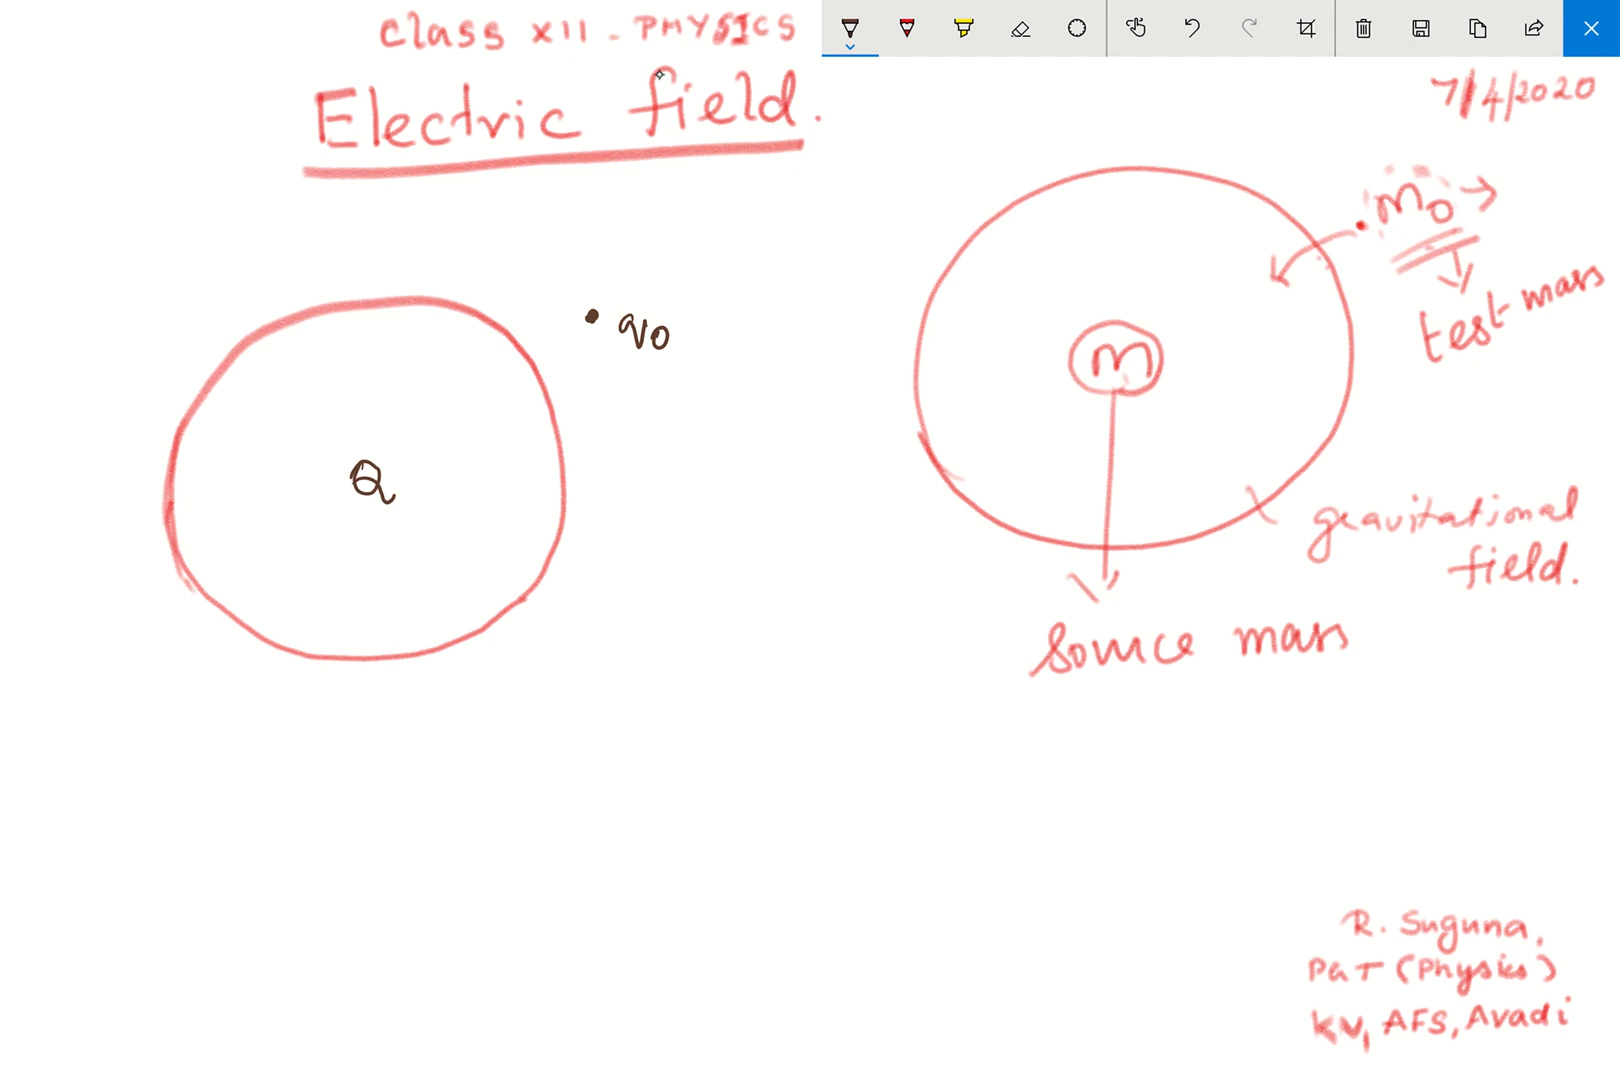 Class XII - PHYSICS
Electric field.
7/4/2020
m₀
test mass
q₀
m
Q
gravitational
field.
Source mass
R. Suguna,
PGT (Physics)
KV, AFS, Avadi